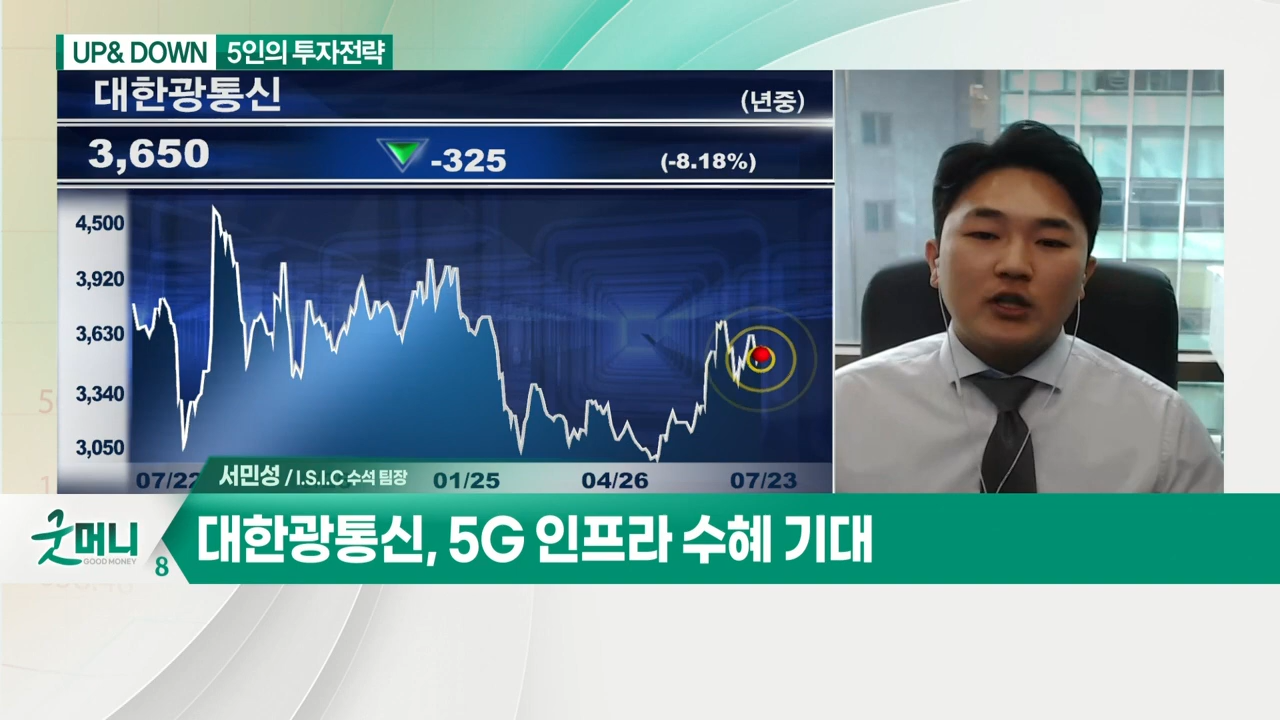 UP& DOWN 5인의 투자전략
대한광통신 (년중)
3,650 -325 (-8.18%)
4,500
3,920
3,630
3,340
3,050
07/22 01/25 04/26 07/23
서민성 / I.S.I.C 수석 팀장
굿머니
GOOD MONEY
8
대한광통신, 5G 인프라 수혜 기대